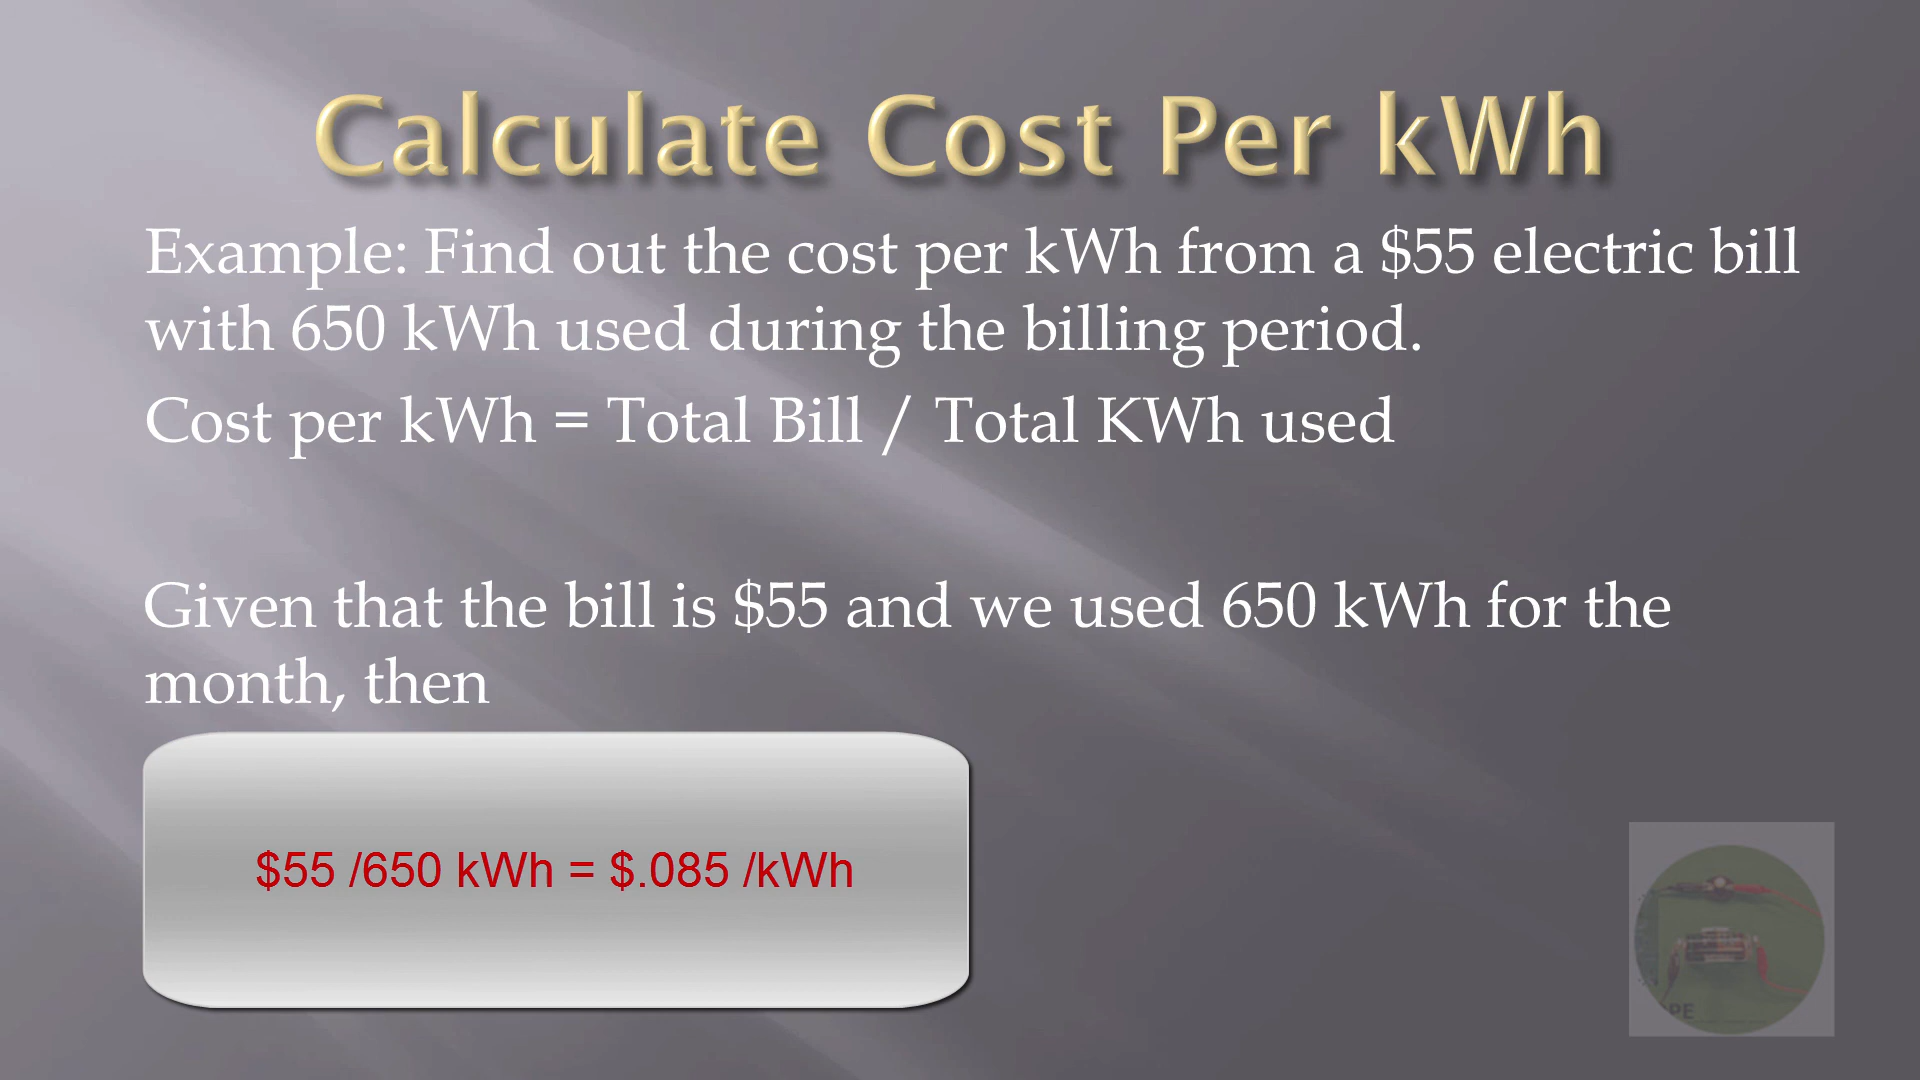 Calculate Cost Per kWh
Example: Find out the cost per kWh from a $55 electric bill
with 650 kWh used during the billing period.
Cost per kWh = Total Bill / Total KWh used
Given that the bill is $55 and we used 650 kWh for the
month, then
$55 /650 kWh = $.085 /kWh
PE